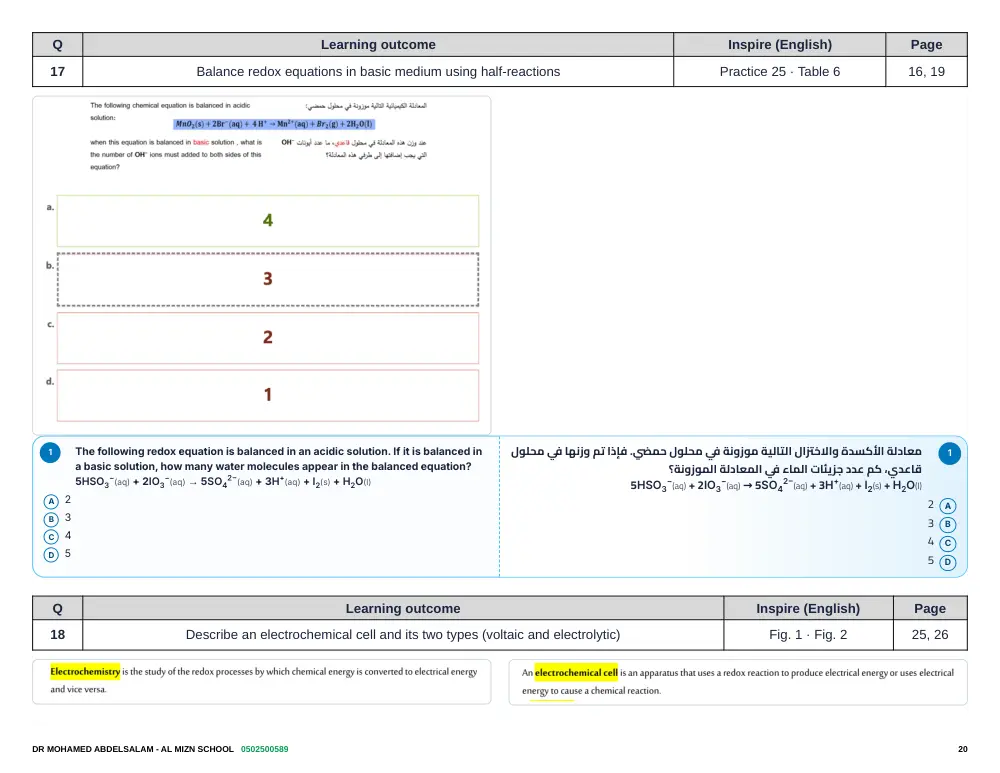 Q Learning outcome Inspire (English) Page
17 Balance redox equations in basic medium using half-reactions Practice 25 · Table 6 16, 19
The following chemical equation is balanced in acidic
solution:
المعادلة الكيميائية التالية موزونة في محلول حمضي:
MnO₂(s) + 2Br⁻(aq) + 4 H⁺ → Mn²⁺(aq) + Br₂(g) + 2H₂O(l)
when this equation is balanced in basic solution , what is
the number of OH⁻ ions must added to both sides of this
equation?
عند وزن هذه المعادلة في محلول قاعدي، ما عدد أيونات OH⁻
التي يجب إضافتها إلى طرفي هذه المعادلة؟
a. 4
b. 3
c. 2
d. 1
1 The following redox equation is balanced in an acidic solution. If it is balanced in
a basic solution, how many water molecules appear in the balanced equation?
5HSO₃⁻(aq) + 2IO₃⁻(aq) → 5SO₄²⁻(aq) + 3H⁺(aq) + I₂(s) + H₂O(l)
A 2
B 3
C 4
D 5
1 معادلة الأكسدة والاختزال التالية موزونة في محلول حمضي. فإذا تم وزنها في محلول
قاعدي، كم عدد جزيئات الماء في المعادلة الموزونة؟
5HSO₃⁻(aq) + 2IO₃⁻(aq) → 5SO₄²⁻(aq) + 3H⁺(aq) + I₂(s) + H₂O(l)
2 A
3 B
4 C
5 D
Q Learning outcome Inspire (English) Page
18 Describe an electrochemical cell and its two types (voltaic and electrolytic) Fig. 1 · Fig. 2 25, 26
Electrochemistry is the study of the redox processes by which chemical energy is converted to electrical energy
and vice versa.
An electrochemical cell is an apparatus that uses a redox reaction to produce electrical energy or uses electrical
energy to cause a chemical reaction.
DR MOHAMED ABDELSALAM - AL MIZN SCHOOL 0502500589 20